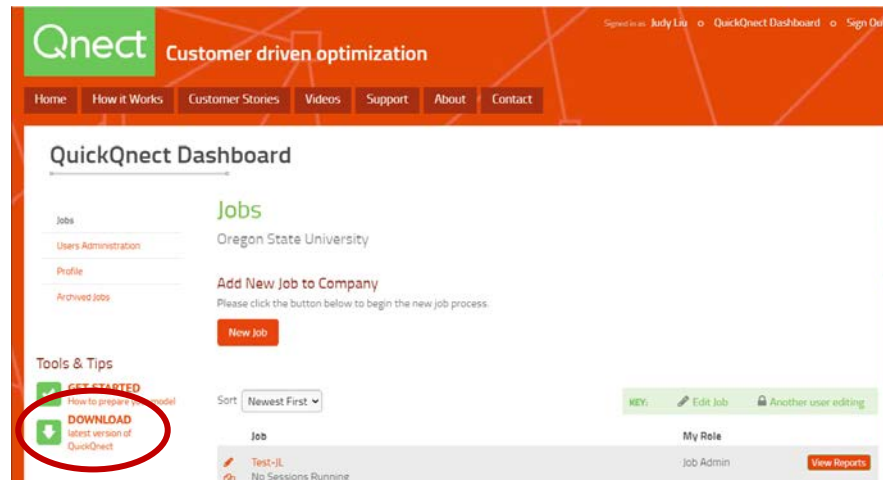 Qnect Customer driven optimization
Signed in as Judy Liu o QuickQnect Dashboard o Sign
Home How it Works Customer Stories Videos Support About Contact
QuickQnect Dashboard
Jobs
Users Administration
Profile
Archived Jobs
Jobs
Oregon State University
Add New Job to Company
Please click the button below to begin the new job process.
New Job
Tools & Tips
GET STARTED
How to prepare your model
DOWNLOAD
latest version of
QuickQnect
Sort Newest First
KEY: Edit Job Another user editing
Job My Role
Test-JL Job Admin View Reports
No Sessions Running